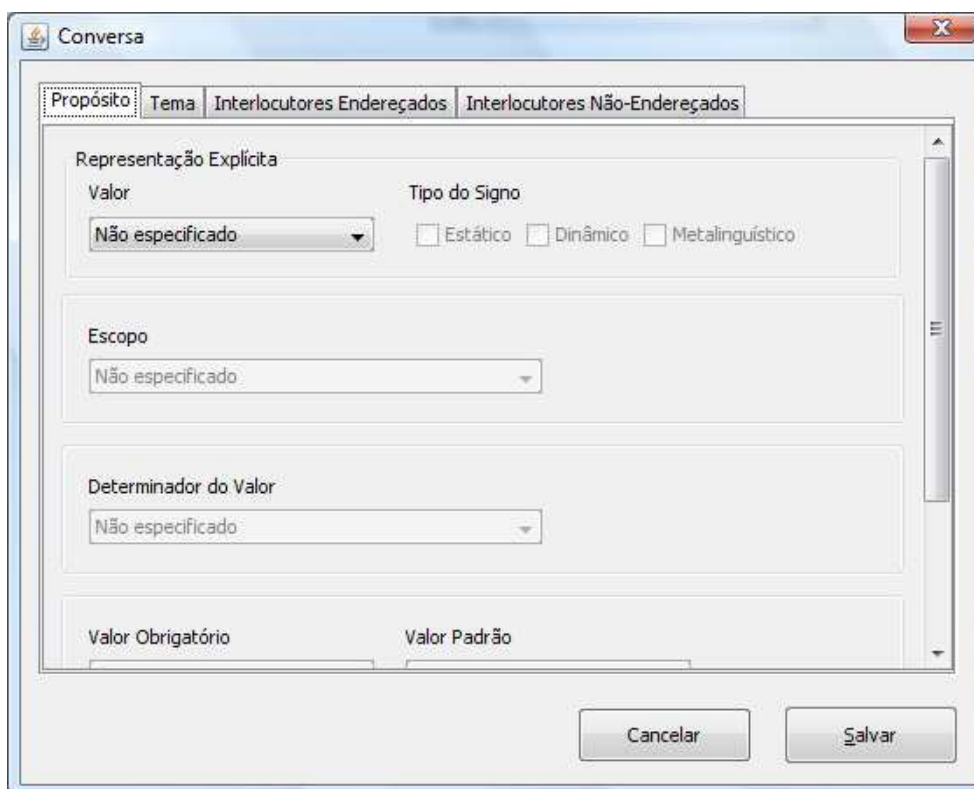 Conversa
Propósito Tema Interlocutores Endereçados Interlocutores Não-Endereçados
Representação Explícita
Valor Tipo do Signo
Não especificado Estático Dinâmico Metalinguístico
Escopo
Não especificado
Determinador do Valor
Não especificado
Valor Obrigatório Valor Padrão
Cancelar Salvar